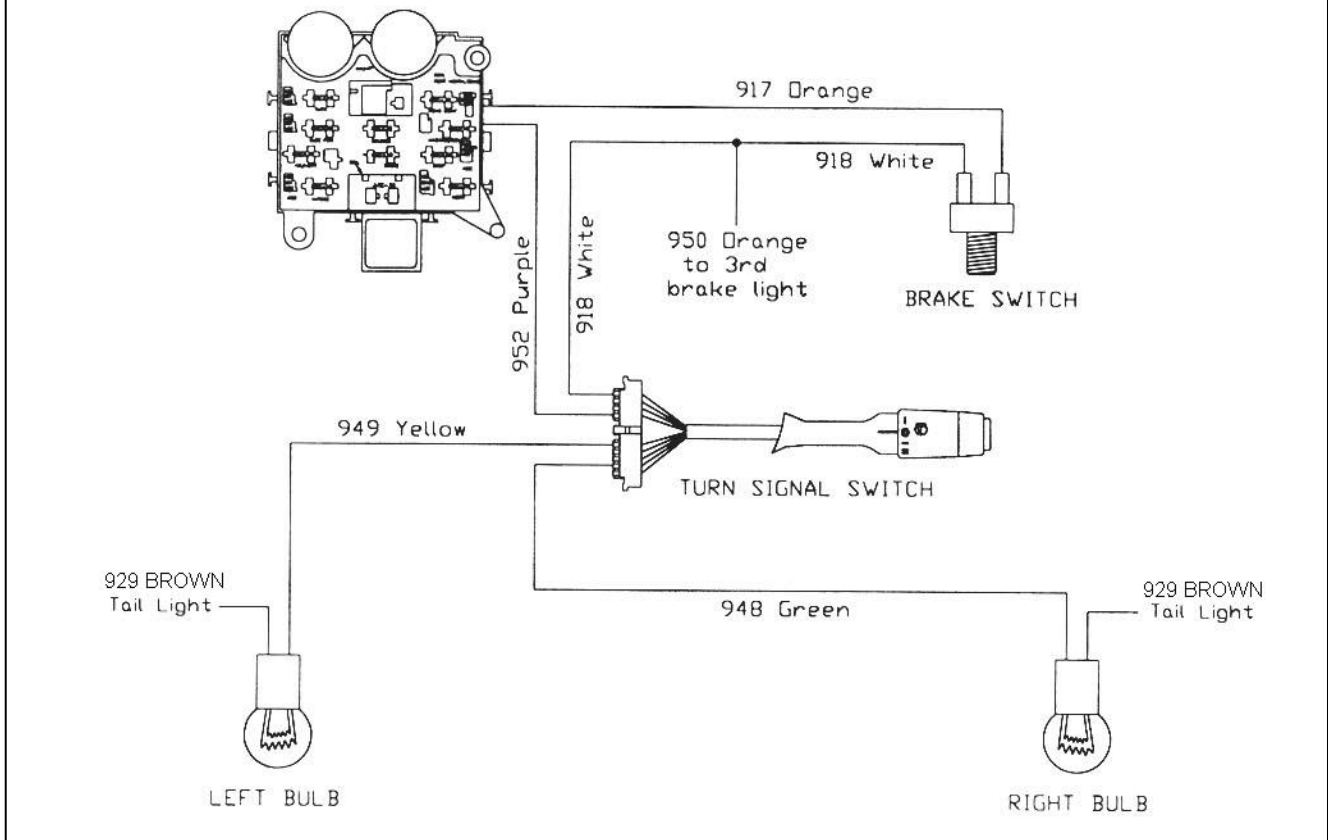 917 Orange
918 White
950 Orange
to 3rd
brake light
BRAKE SWITCH
952 Purple
918 White
949 Yellow
TURN SIGNAL SWITCH
929 BROWN
Tail Light
948 Green
929 BROWN
Tail Light
LEFT BULB
RIGHT BULB